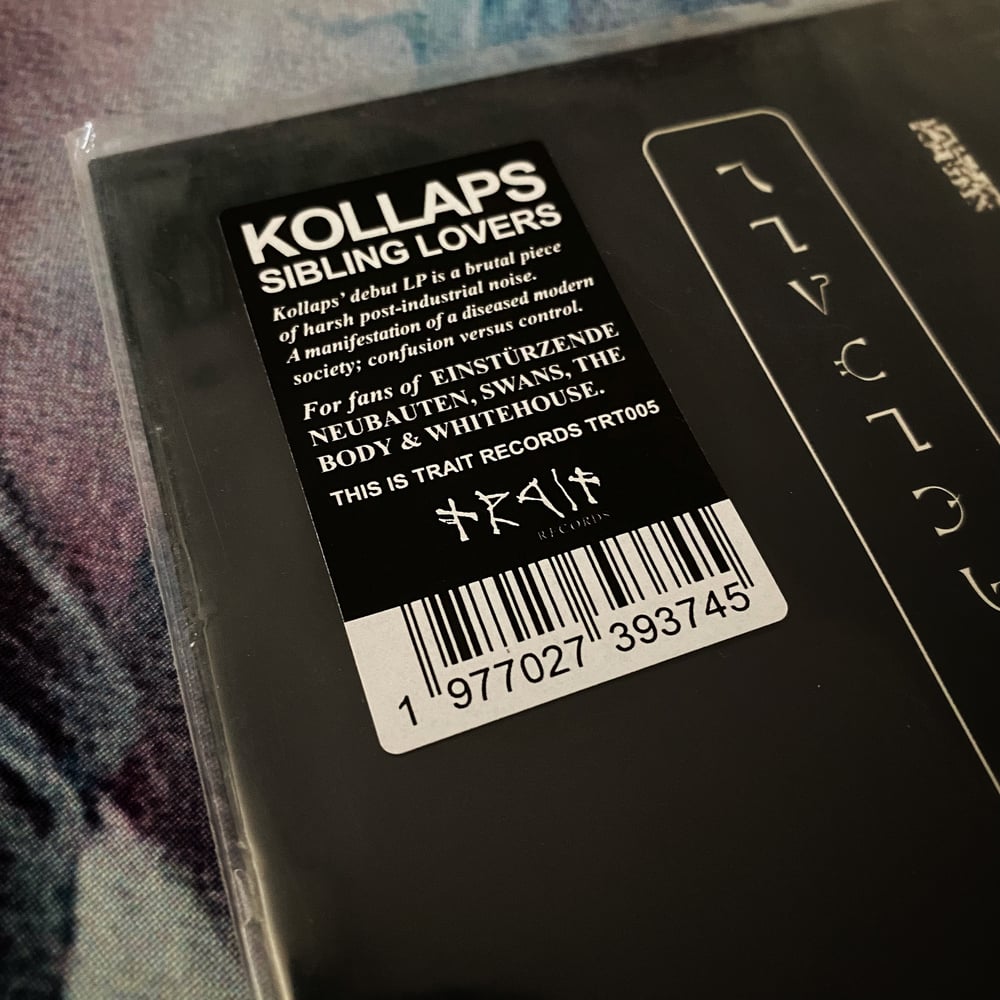 KOLLAPS
SIBLING LOVERS
Kollaps' debut LP is a brutal piece
of harsh post-industrial noise.
A manifestation of a diseased modern
society; confusion versus control.
For fans of EINSTÜRZENDE
NEUBAUTEN, SWANS, THE
BODY & WHITEHOUSE.
THIS IS TRAIT RECORDS TRT005
TRAIT
RECORDS
1 977027 393745